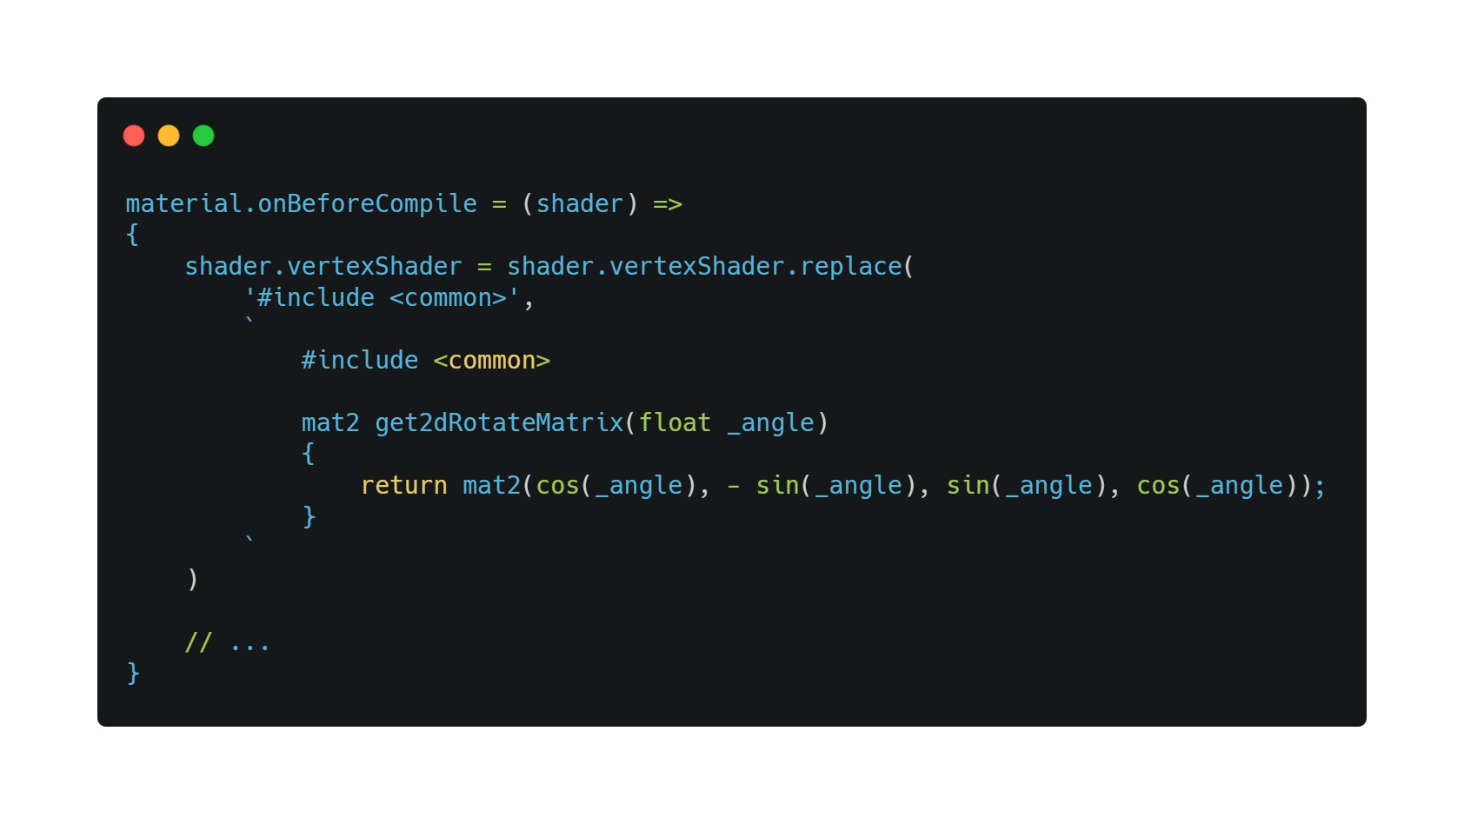 material.onBeforeCompile = (shader) =>
{
    shader.vertexShader = shader.vertexShader.replace(
        '#include <common>',
        `
            #include <common>

            mat2 get2dRotateMatrix(float _angle)
            {
                return mat2(cos(_angle), - sin(_angle), sin(_angle), cos(_angle));
            }
        `
    )

    // ...
}